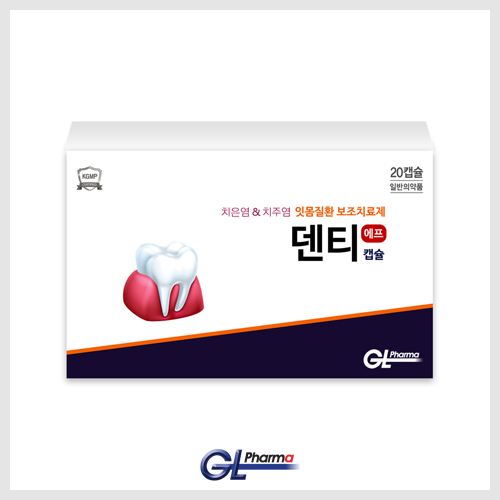 KGMP
20캡슐
일반의약품
치은염 & 치주염 잇몸질환 보조치료제
덴티 에프 캡슐
GL Pharma
GL Pharma